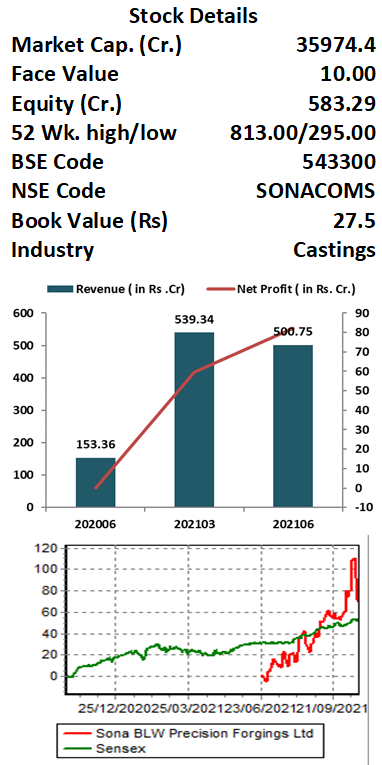 Stock Details
Market Cap. (Cr.) 35974.4
Face Value 10.00
Equity (Cr.) 583.29
52 Wk. high/low 813.00/295.00
BSE Code 543300
NSE Code SONACOMS
Book Value (Rs) 27.5
Industry Castings
Revenue ( in Rs .Cr) Net Profit ( in Rs. Cr.)
600 90
80
500 539.34 500.75 70
400 60
50
300 40
200 30
153.36 20
100 10
0
0 -10
202006 202103 202106
120
100
80
60
40
20
0
25/12/2020 25/03/2021 23/06/2021 21/09/2021
Sona BLW Precision Forgings Ltd
Sensex